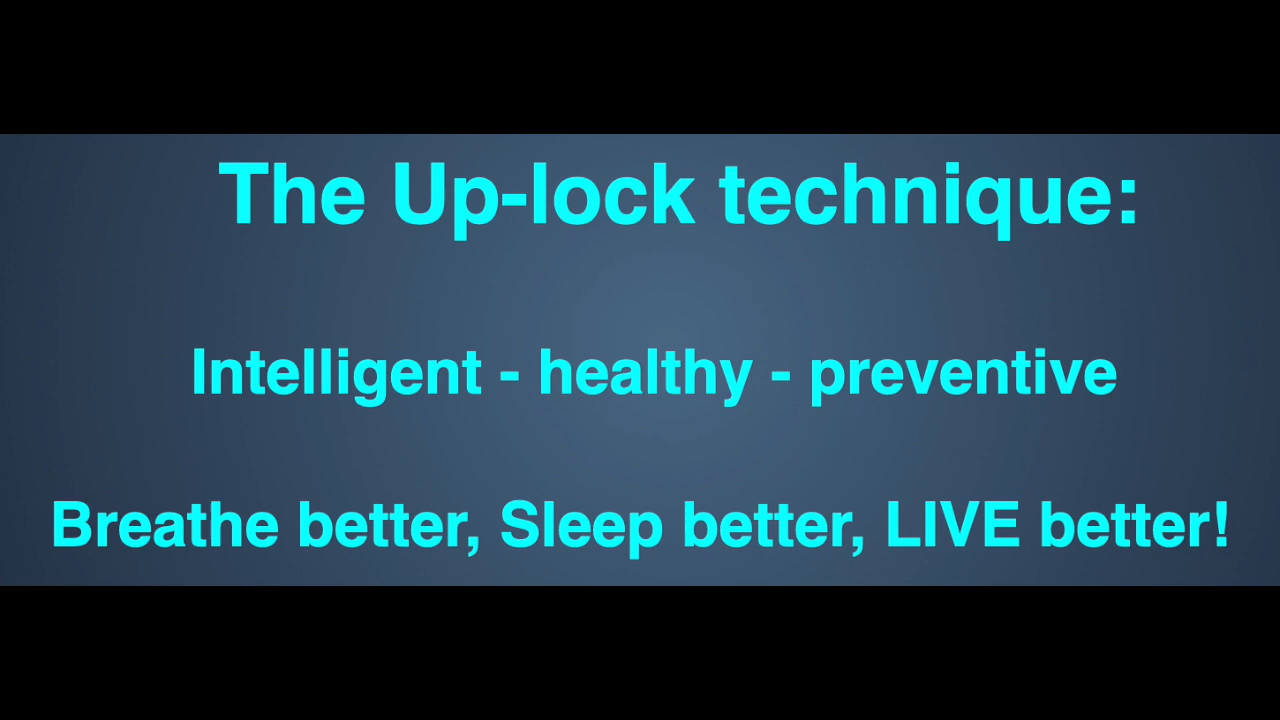 The Up-lock technique:
Intelligent - healthy - preventive
Breathe better, Sleep better, LIVE better!